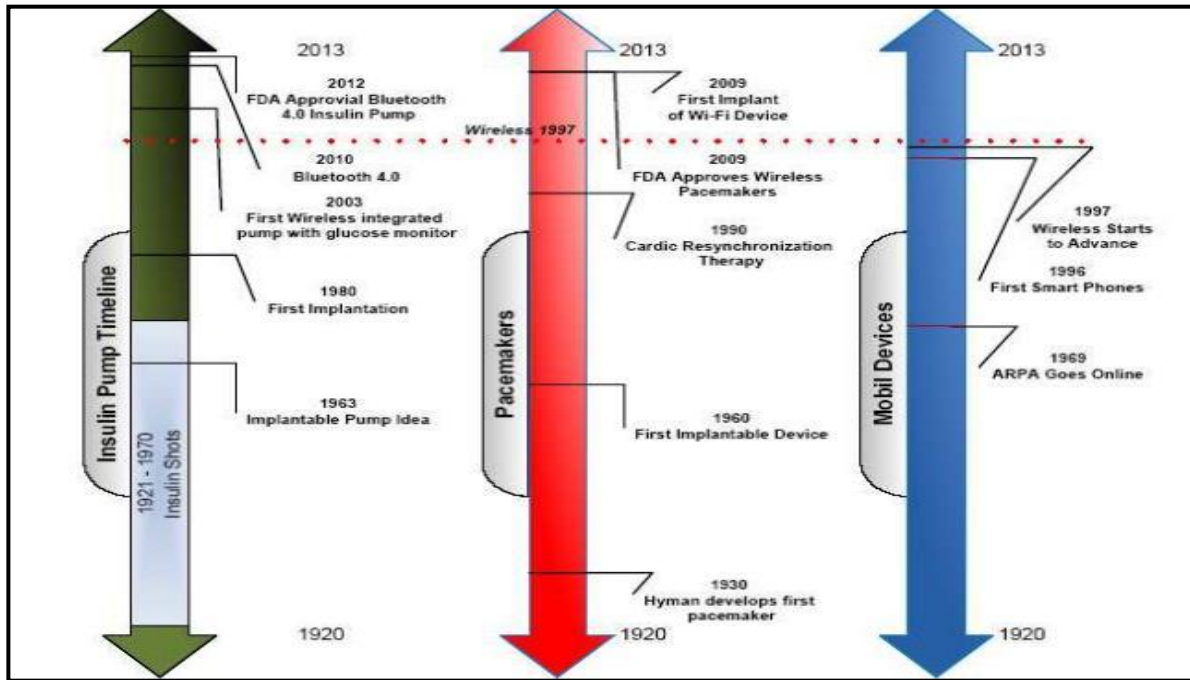 2013
2012
FDA Approvial Bluetooth
4.0 Insulin Pump
2010
Bluetooth 4.0
2003
First Wireless integrated
pump with glucose monitor
1980
First Implantation
1963
Implantable Pump Idea
Insulin Pump Timeline
1921 - 1970
Insulin Shots
1920
Wireless 1997
2013
2009
First Implant
of Wi-Fi Device
2009
FDA Approves Wireless
Pacemakers
1990
Cardic Resynchronization
Therapy
Pacemakers
1960
First Implantable Device
1930
Hyman develops first
pacemaker
1920
2013
1997
Wireless Starts
to Advance
1996
First Smart Phones
1969
ARPA Goes Online
Mobil Devices
1920